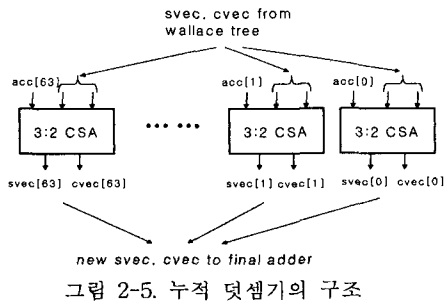 svec, cvec from
wallace tree
acc[63] acc[1] acc[0]
3:2 CSA •••• ••• 3:2 CSA 3:2 CSA
svec[63] cvec[63] svec[1] cvec[1] svec[0] cvec[0]
new svec, cvec to final adder
그림 2-5. 누적 덧셈기의 구조